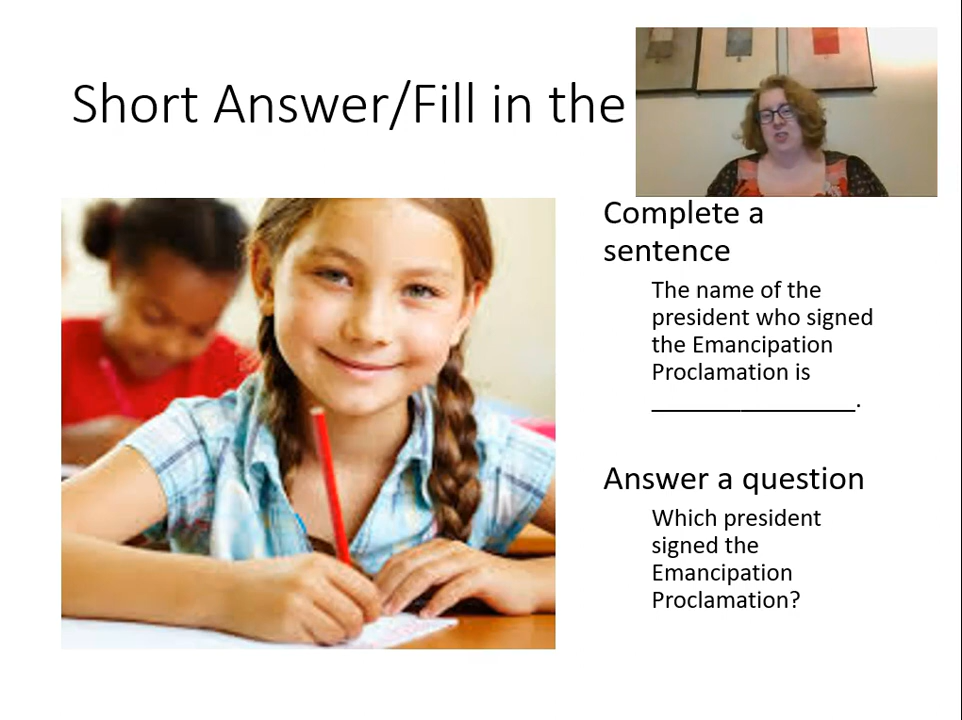 Short Answer/Fill in the
Complete a
sentence
The name of the
president who signed
the Emancipation
Proclamation is
_________________.
Answer a question
Which president
signed the
Emancipation
Proclamation?